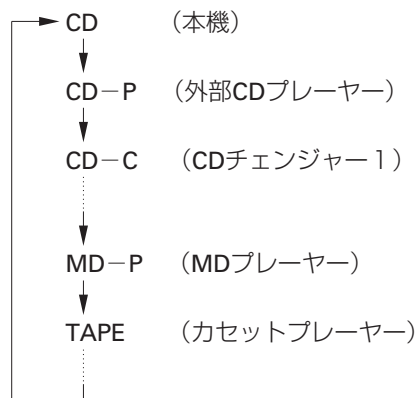 CD （本機）
CD－P （外部CDプレーヤー）
CD－C （CDチェンジャー１）
MD－P （MDプレーヤー）
TAPE （カセットプレーヤー）